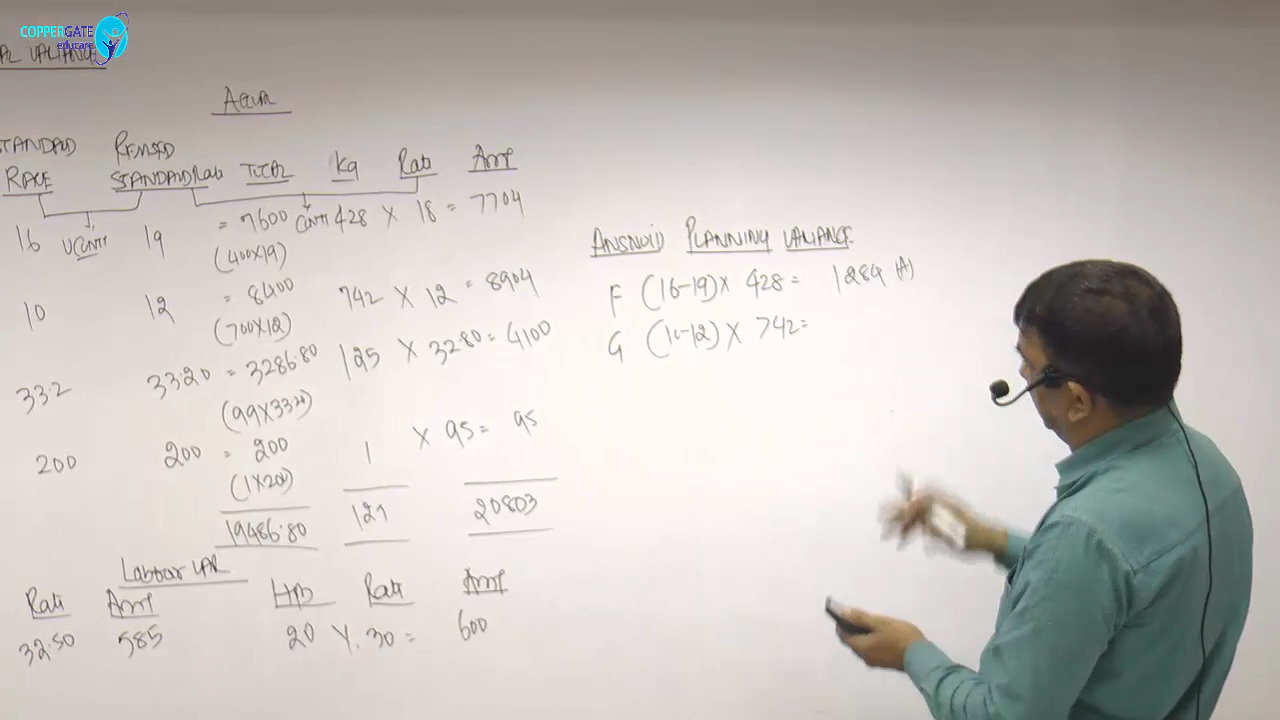 COPPERGATE
educare
AL VARIANCE
ACTUAL
STANDARD RATE
REVISED STANDARD Rate
TOTAL
Kg
Rate
Amt
16
19
= 7600
428 X 18 = 7704
(400X19)
10
12
= 8400
742 X 12 = 8904
(700X12)
33.2
33.20
= 3286.80
125 X 32.80 = 4100
(99X33.2)
200
200
= 200
1 X 95 = 95
(1X200)
19486.80
20803
Labour VAR
Rate
Amt
Rate
Amt
32.50
585
20 X 30 =
600
PLANNING VARIANCE
F (16-19) X 428 = 1284 (A)
G (10-12) X 742 =